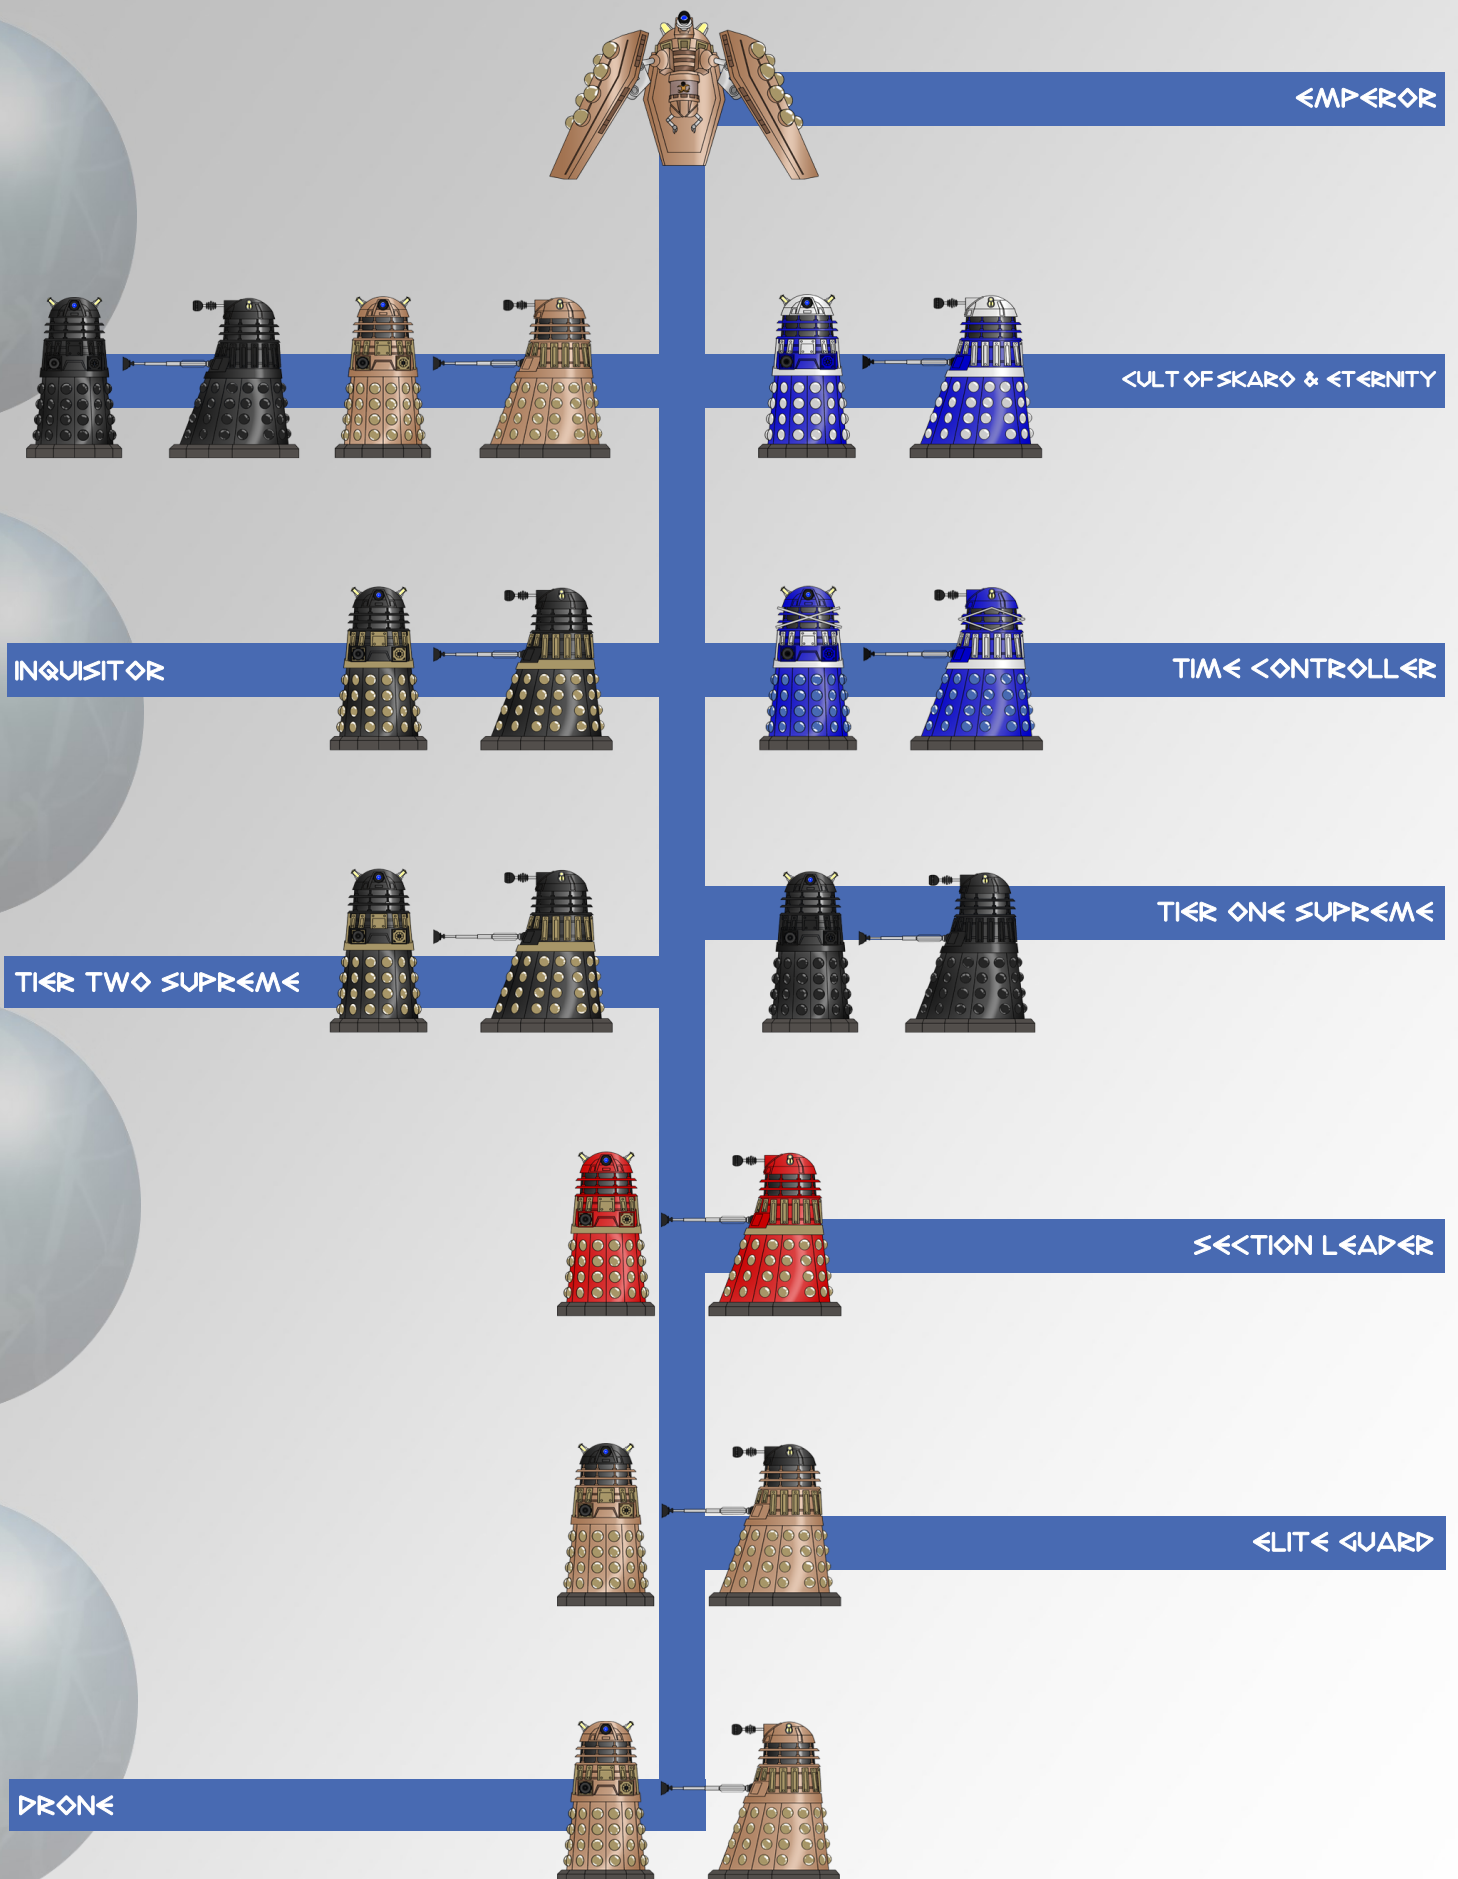 EMPEROR
CULT OF SKARO & ETERNITY
INQUISITOR
TIME CONTROLLER
TIER ONE SUPREME
TIER TWO SUPREME
SECTION LEADER
ELITE GUARD
DRONE